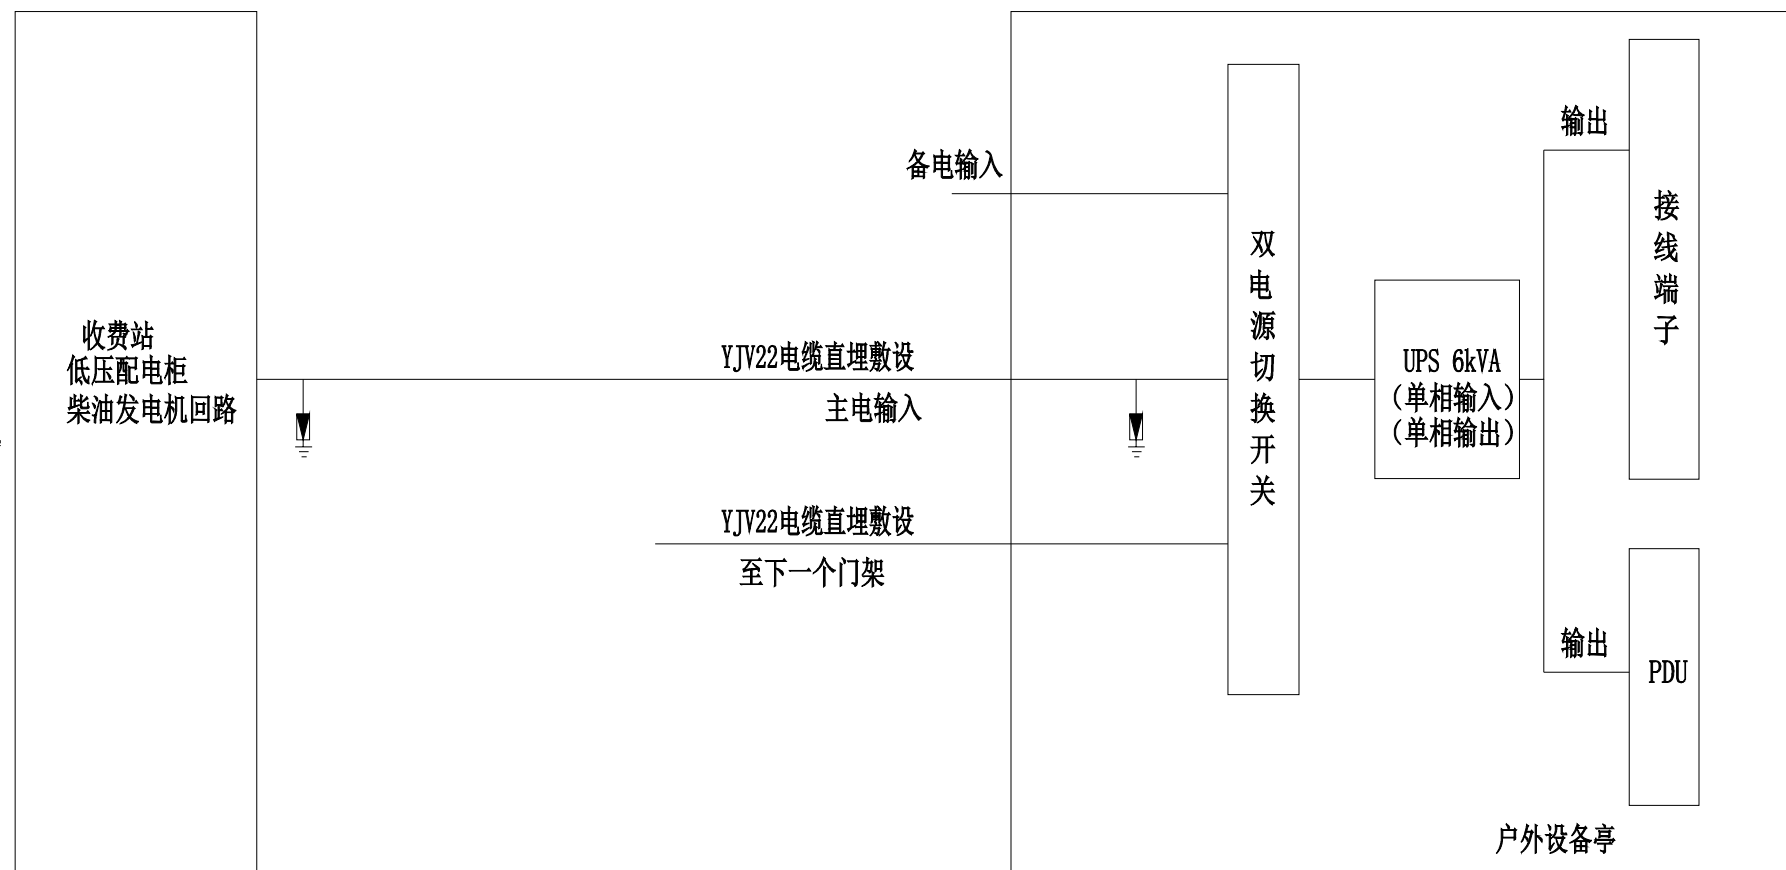 收费站
低压配电柜
柴油发电机回路
备电输入
YJV22电缆直埋敷设
主电输入
YJV22电缆直埋敷设
至下一个门架
双电源切换开关
UPS 6kVA
(单相输入)
(单相输出)
输出
接线端子
输出
PDU
户外设备亭